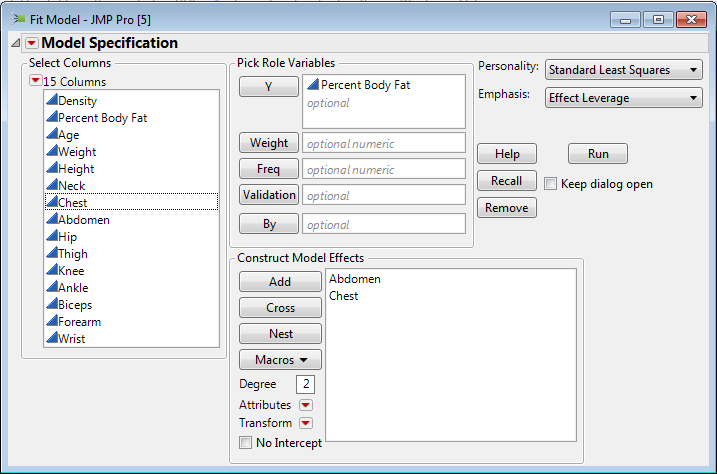 Fit Model - JMP Pro [5]
Model Specification
Select Columns
15 Columns
Density
Percent Body Fat
Age
Weight
Height
Neck
Chest
Abdomen
Hip
Thigh
Knee
Ankle
Biceps
Forearm
Wrist
Pick Role Variables
Y
Percent Body Fat
optional
Weight optional numeric
Freq optional numeric
Validation optional
By optional
Personality: Standard Least Squares
Emphasis: Effect Leverage
Help Run
Recall Keep dialog open
Remove
Construct Model Effects
Add
Cross
Nest
Macros
Degree 2
Attributes
Transform
No Intercept
Abdomen
Chest